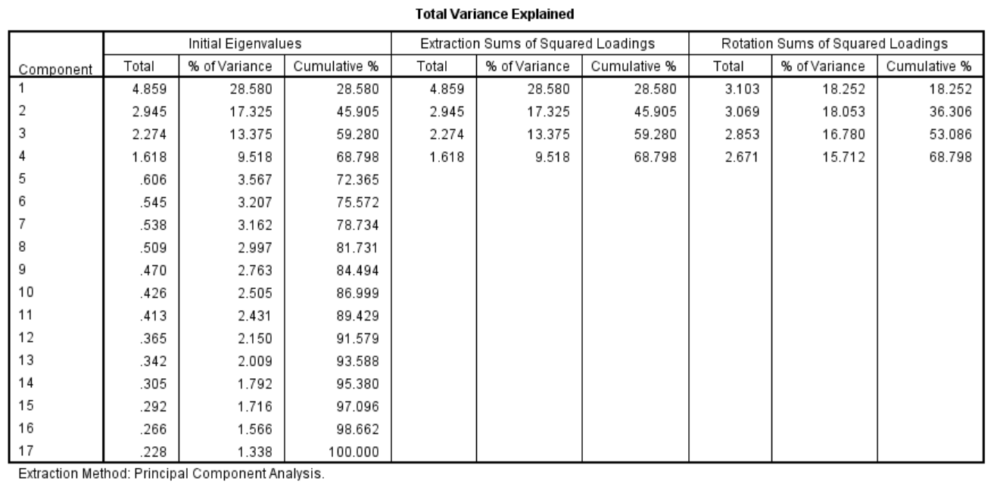 Total Variance Explained
Initial Eigenvalues Extraction Sums of Squared Loadings Rotation Sums of Squared Loadings
Component Total % of Variance Cumulative % Total % of Variance Cumulative % Total % of Variance Cumulative %
1 4.859 28.580 28.580 4.859 28.580 28.580 3.103 18.252 18.252
2 2.945 17.325 45.905 2.945 17.325 45.905 3.069 18.053 36.306
3 2.274 13.375 59.280 2.274 13.375 59.280 2.853 16.780 53.086
4 1.618 9.518 68.798 1.618 9.518 68.798 2.671 15.712 68.798
5 .606 3.567 72.365
6 .545 3.207 75.572
7 .538 3.162 78.734
8 .509 2.997 81.731
9 .470 2.763 84.494
10 .426 2.505 86.999
11 .413 2.431 89.429
12 .365 2.150 91.579
13 .342 2.009 93.588
14 .305 1.792 95.380
15 .292 1.716 97.096
16 .266 1.566 98.662
17 .228 1.338 100.000
Extraction Method: Principal Component Analysis.